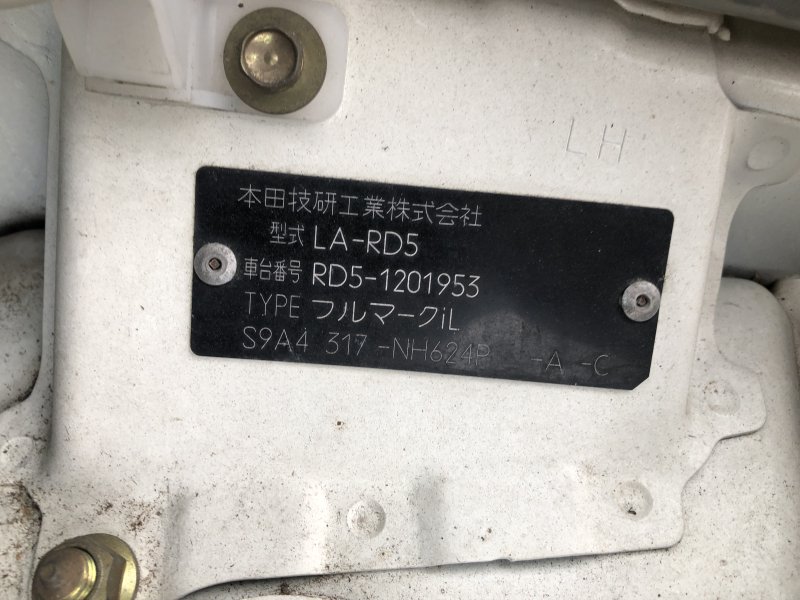 LH
本田技研工業株式会社
型式 LA-RD5
車台番号 RD5-1201953
TYPE フルマークiL
S9A4 317 -NH624P -A -C